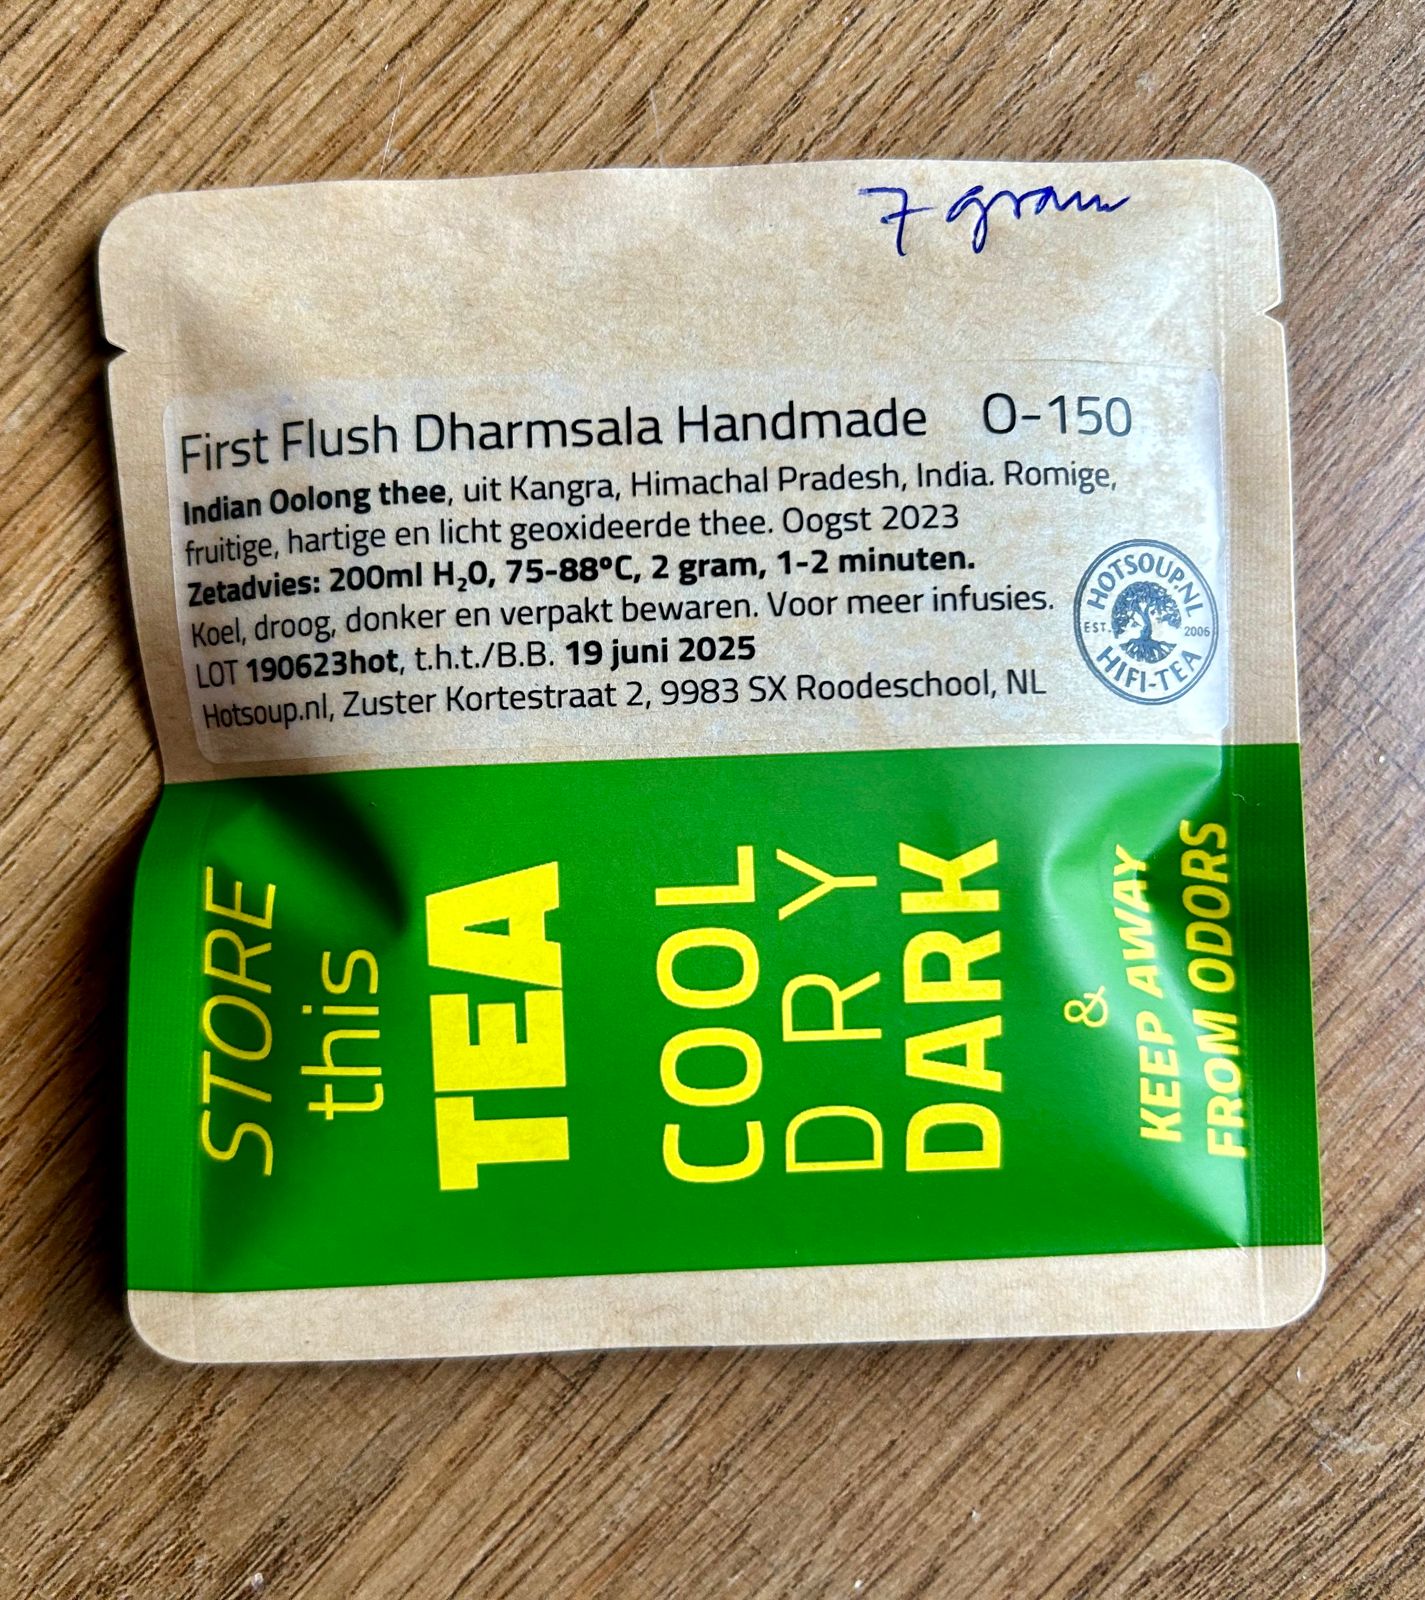 7 gram
First Flush Dharmsala Handmade O-150
Indian Oolong thee, uit Kangra, Himachal Pradesh, India. Romige,
fruitige, hartige en licht geoxideerde thee. Oogst 2023
Zetadvies: 200ml H₂0, 75-88°C, 2 gram, 1-2 minuten.
Koel, droog, donker en verpakt bewaren. Voor meer infusies.
LOT 190623hot, t.h.t./B.B. 19 juni 2025
Hotsoup.nl, Zuster Kortestraat 2, 9983 SX Roodeschool, NL
HOTSOUP.NL
EST. 2006
HIFI-TEA
STORE
this
TEA
COOL
DRY
DARK
&
KEEP AWAY
FROM ODORS